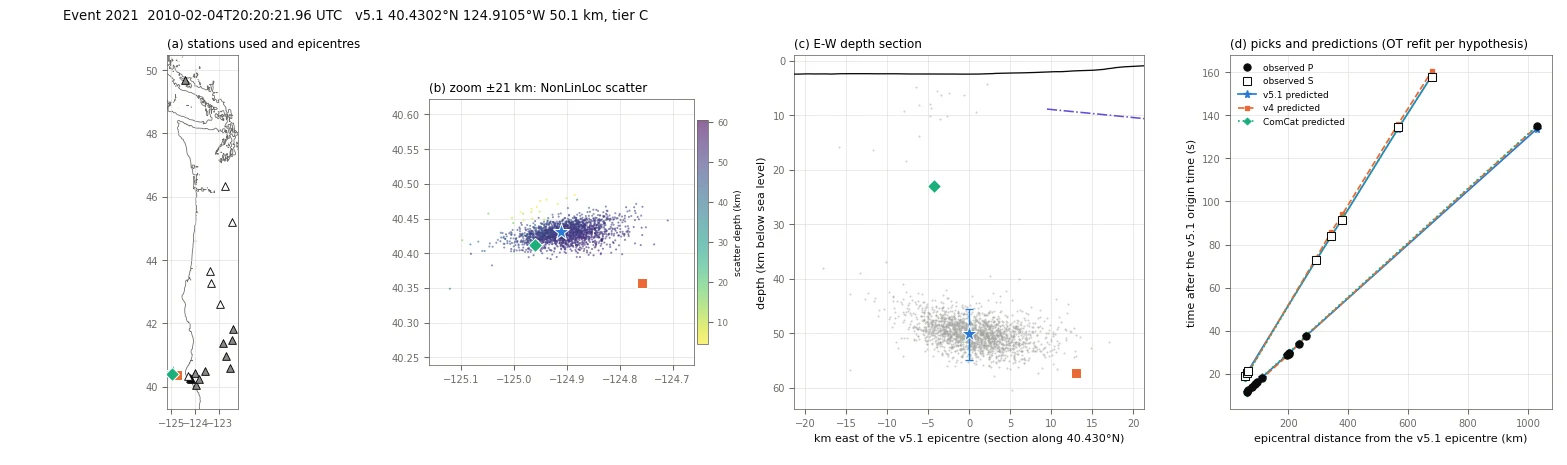 Event 2021  2010-02-04T20:20:21.96 UTC   v5.1 40.4302°N 124.9105°W 50.1 km, tier C
(a) stations used and epicentres
50
48
46
44
42
40
−125 −124 −123
(b) zoom ±21 km: NonLinLoc scatter
40.60
40.55
40.50
40.45
40.40
40.35
40.30
40.25
−125.1 −125.0 −124.9 −124.8 −124.7
60
50
40
30
20
10
scatter depth (km)
(c) E-W depth section
0
10
20
30
40
50
60
depth (km below sea level)
−20 −15 −10 −5 0 5 10 15 20
km east of the v5.1 epicentre (section along 40.430°N)
(d) picks and predictions (OT refit per hypothesis)
observed P
observed S
v5.1 predicted
v4 predicted
ComCat predicted
160
140
120
100
80
60
40
20
time after the v5.1 origin time (s)
200 400 600 800 1000
epicentral distance from the v5.1 epicentre (km)